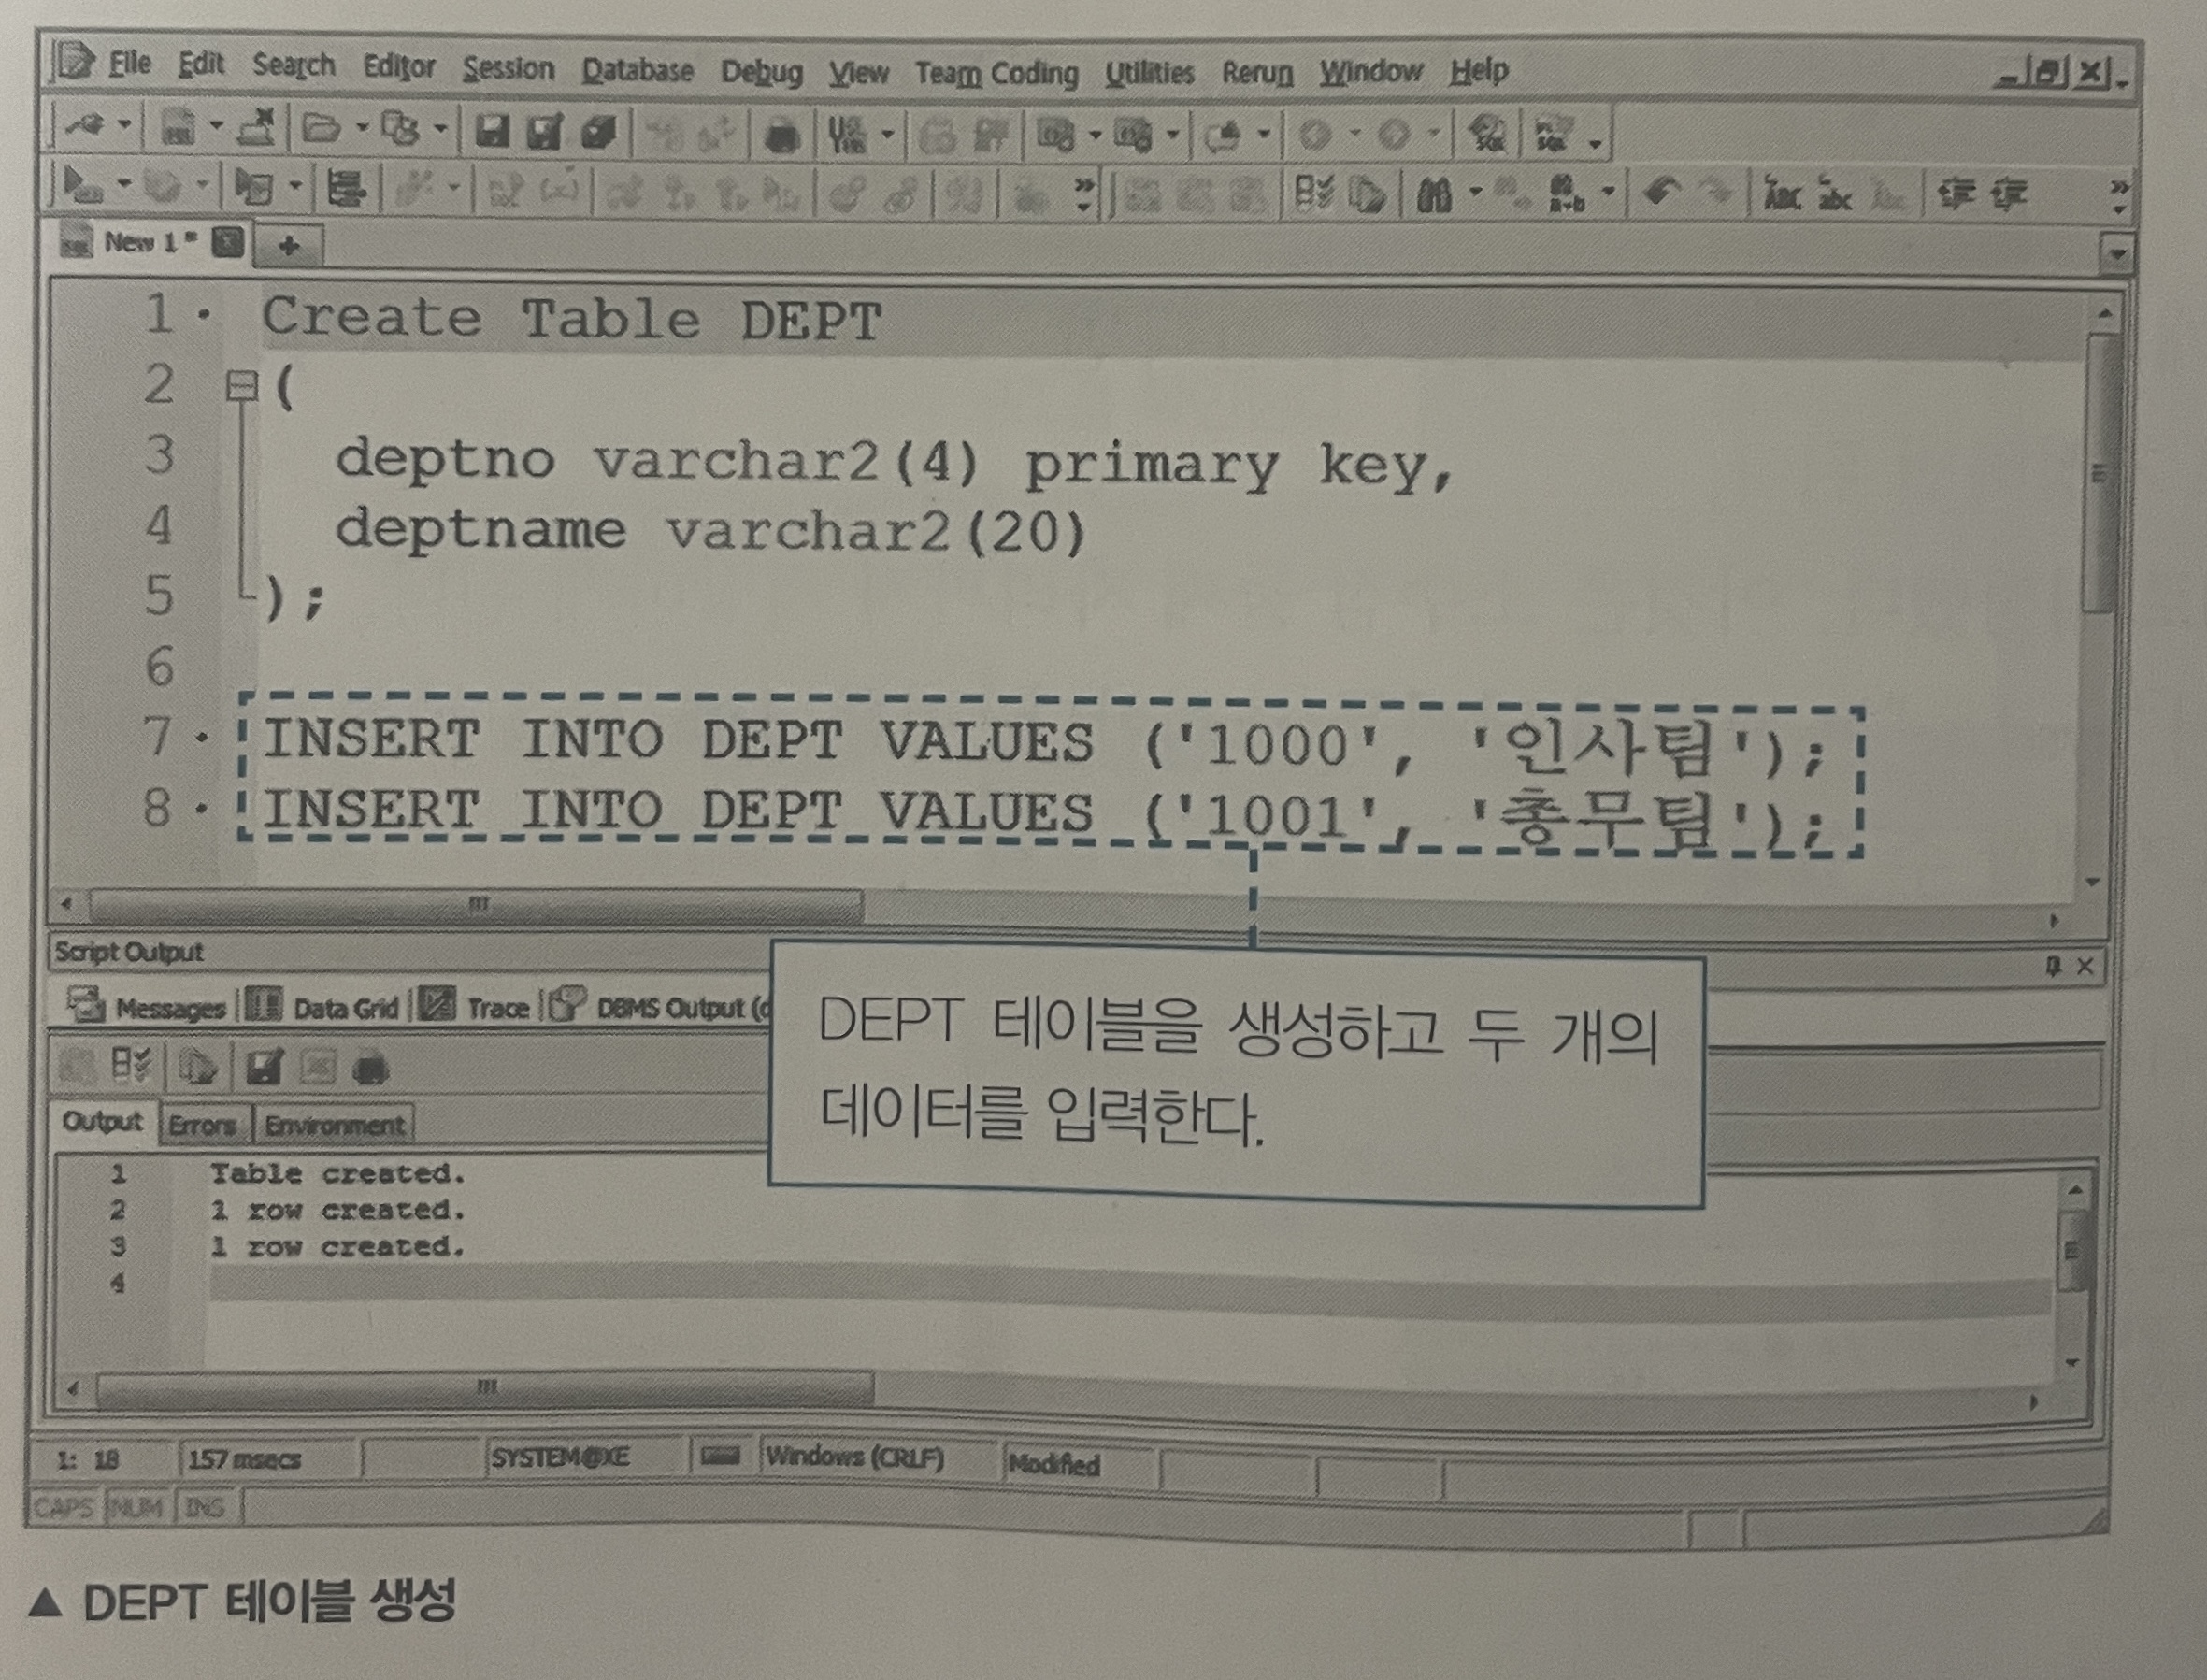 File Edit Search Editor Session Database Debug View Team Coding Utilities Rerun Window Help
New 1 *
1 Create Table DEPT
2 (
3 deptno varchar2(4) primary key,
4 deptname varchar2(20)
5 );
6
7 INSERT INTO DEPT VALUES ('1000', '인사팀');
8 INSERT INTO DEPT VALUES ('1001', '총무팀');
Script Output
Messages Data Grid Trace DBMS Output (d
DEPT 테이블을 생성하고 두 개의
데이터를 입력한다.
Output Errors Environment
1 Table created.
2 1 row created.
3 1 row created.
4
1: 18 157 msecs SYSTEM@XE Windows (CRLF) Modified
CAPS NUM INS
▲ DEPT 테이블 생성